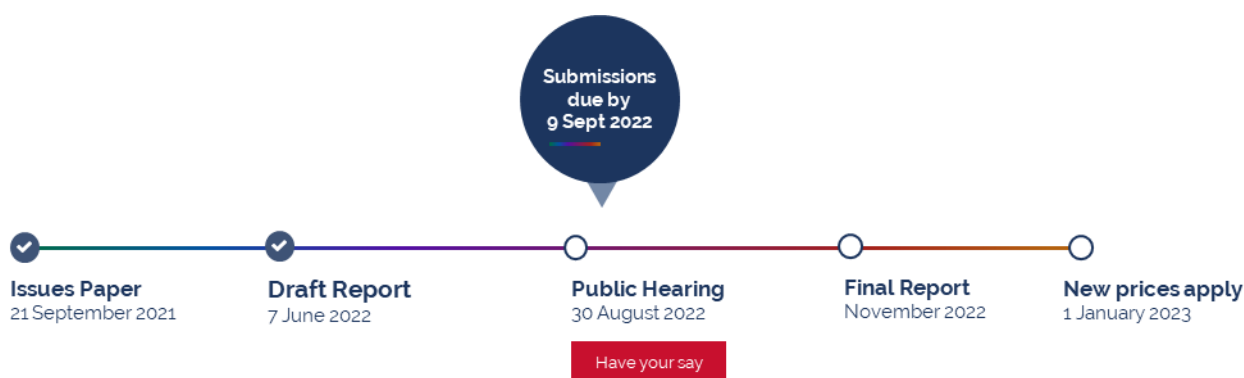 Submissions
due by
9 Sept 2022
Issues Paper
21 September 2021
Draft Report
7 June 2022
Public Hearing
30 August 2022
Have your say
Final Report
November 2022
New prices apply
1 January 2023